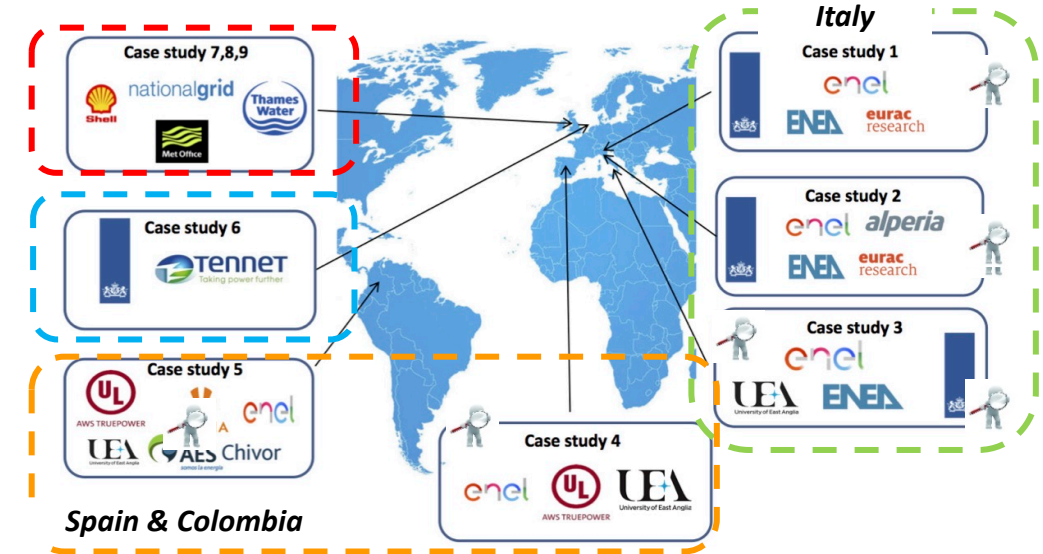 Italy
Case study 7,8,9
Shell
nationalgrid
Thames
Water
Met Office
Case study 1
enel
ENEA
eurac
research
Case study 6
TenneT
Taking power further
Case study 2
enel
alperia
ENEA
eurac
research
Case study 3
enel
UEA
University of East Anglia
ENEA
Case study 5
UL
AWS TRUEPOWER
A
enel
UEA
University of East Anglia
AES Chivor
somos la energía
Case study 4
enel
UL
AWS TRUEPOWER
UEA
University of East Anglia
Spain & Colombia